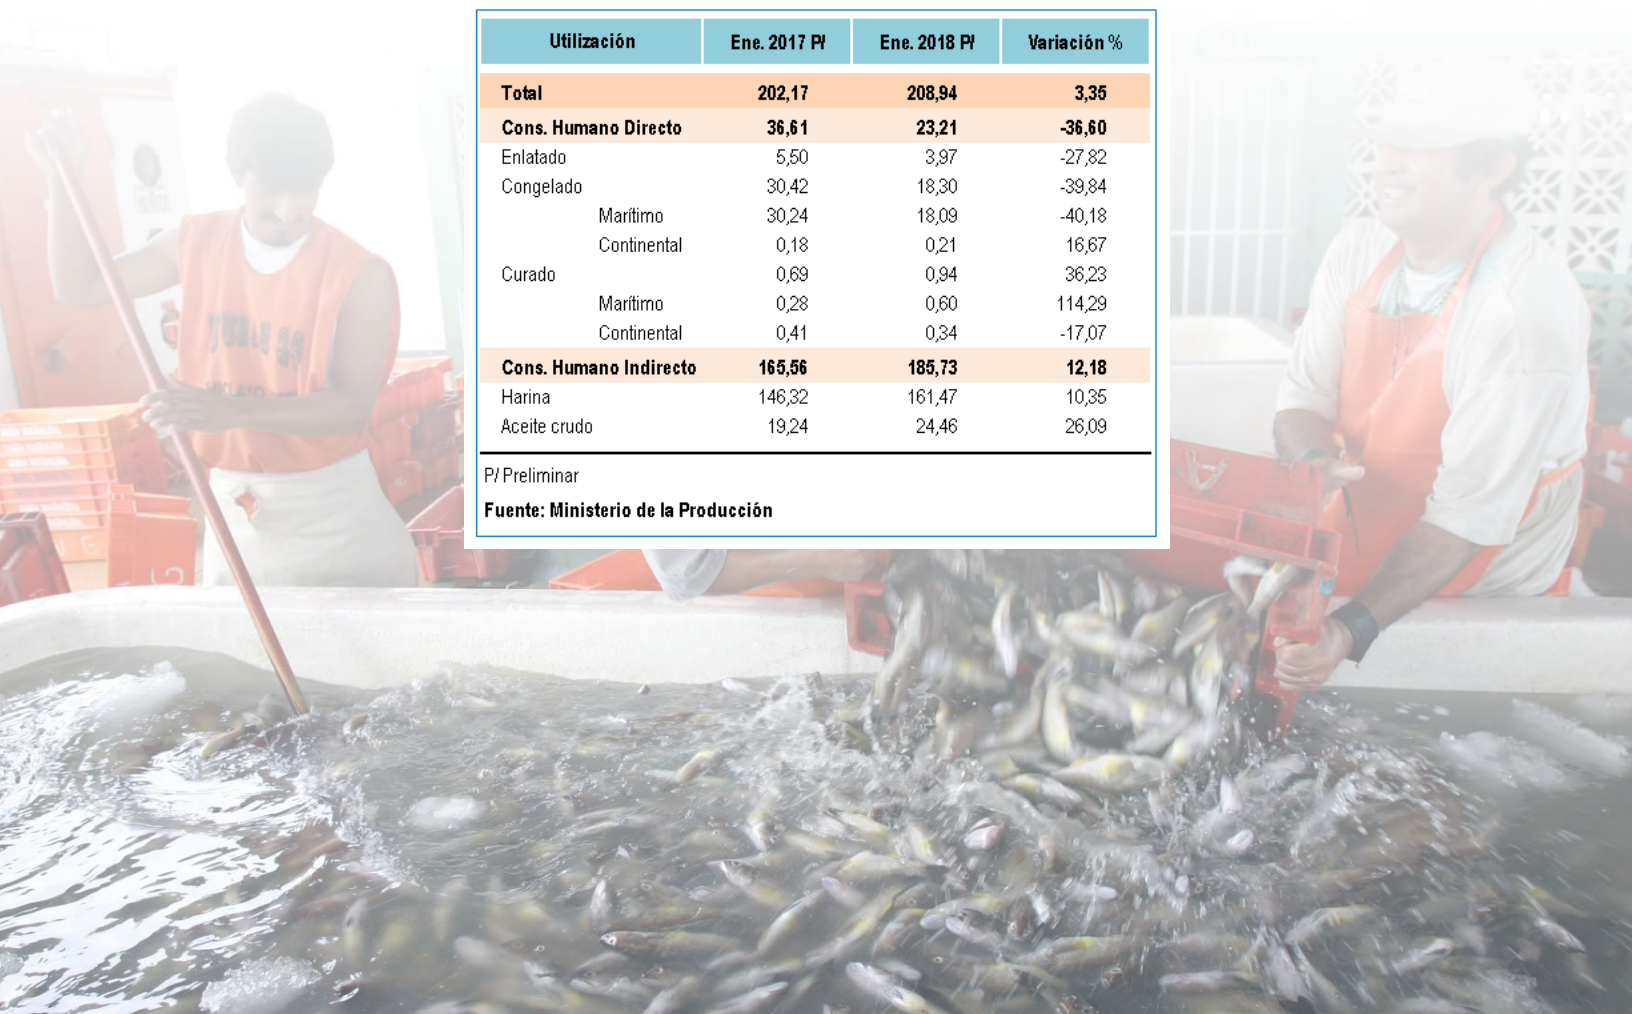 Utilización Ene. 2017 P/ Ene. 2018 P/ Variación %
Total 202,17 208,94 3,35
Cons. Humano Directo 36,61 23,21 -36,60
Enlatado 5,50 3,97 -27,82
Congelado 30,42 18,30 -39,84
Marítimo 30,24 18,09 -40,18
Continental 0,18 0,21 16,67
Curado 0,69 0,94 36,23
Marítimo 0,28 0,60 114,29
Continental 0,41 0,34 -17,07
Cons. Humano Indirecto 165,56 185,73 12,18
Harina 146,32 161,47 10,35
Aceite crudo 19,24 24,46 26,09
P/ Preliminar
Fuente: Ministerio de la Producción